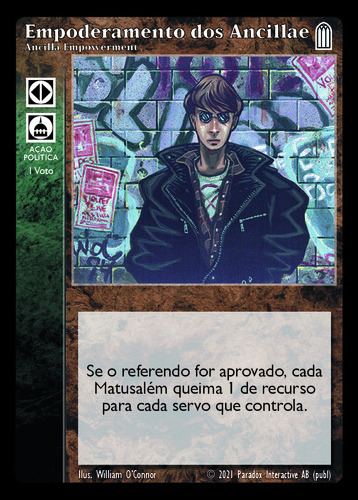 Empoderamento dos Ancillae
Ancilla Empowerment
AÇÃO
POLÍTICA
1 Voto
Se o referendo for aprovado, cada
Matusalém queima 1 de recurso
para cada servo que controla.
Ilus. William O'Connor © 2021 Paradox Interactive AB (publ)